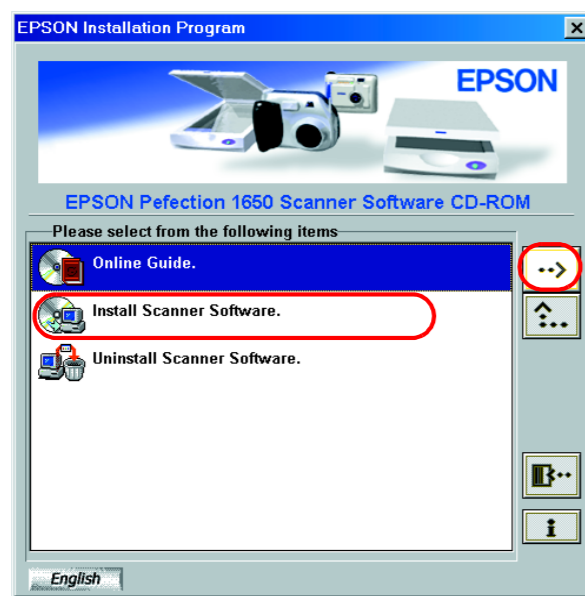 EPSON Installation Program
EPSON
EPSON Pefection 1650 Scanner Software CD-ROM
Please select from the following items
Online Guide.
Install Scanner Software.
Uninstall Scanner Software.
i
English